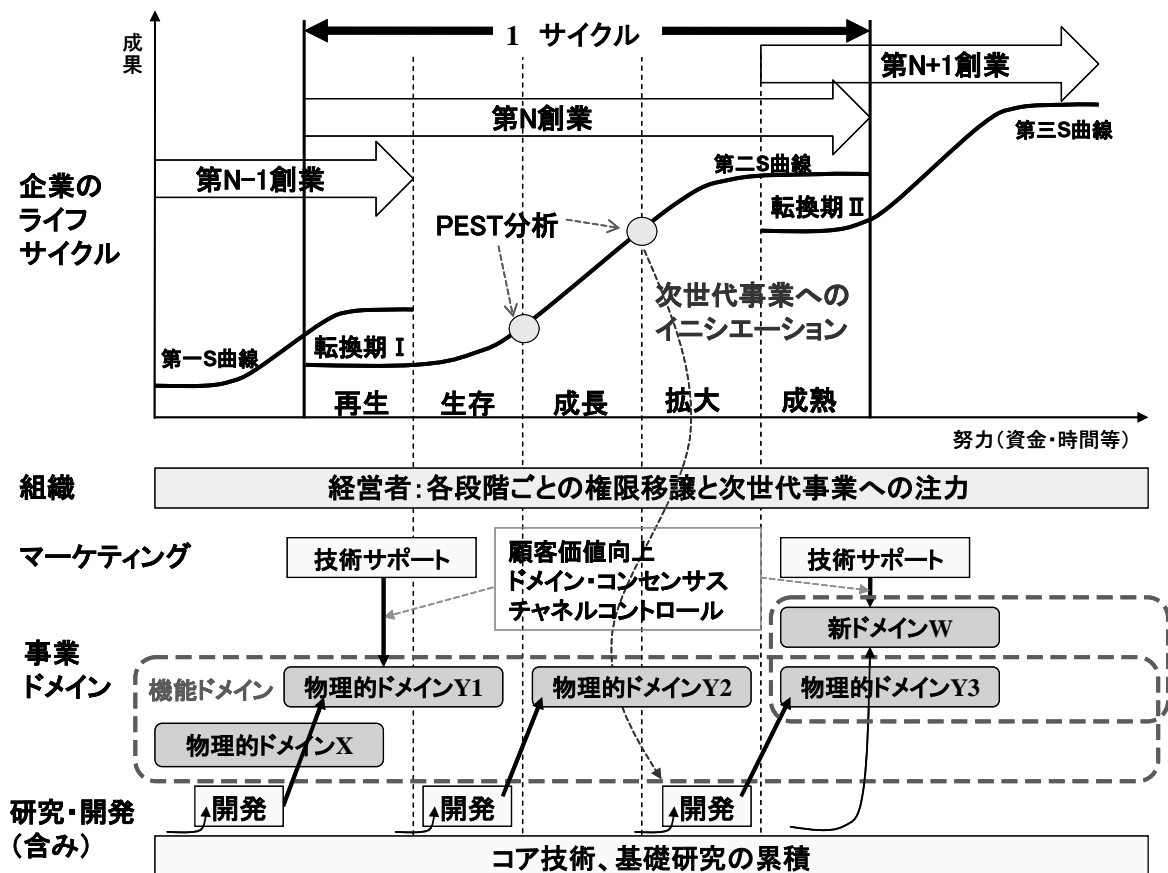 成果
1 サイクル
第N+1創業
第N創業
第三S曲線
第N−1創業
第二S曲線
企業の
ライフ
サイクル
転換期Ⅱ
PEST分析
次世代事業への
イニシエーション
第一S曲線
転換期Ⅰ
再生
生存
成長
拡大
成熟
努力(資金・時間等)
組織
経営者:各段階ごとの権限移譲と次世代事業への注力
マーケティング
技術サポート
顧客価値向上
ドメイン・コンセンサス
チャネルコントロール
技術サポート
新ドメインW
事業
ドメイン
機能ドメイン
物理的ドメインY1
物理的ドメインY2
物理的ドメインY3
物理的ドメインX
研究・開発
(含み)
開発
開発
開発
コア技術、基礎研究の累積